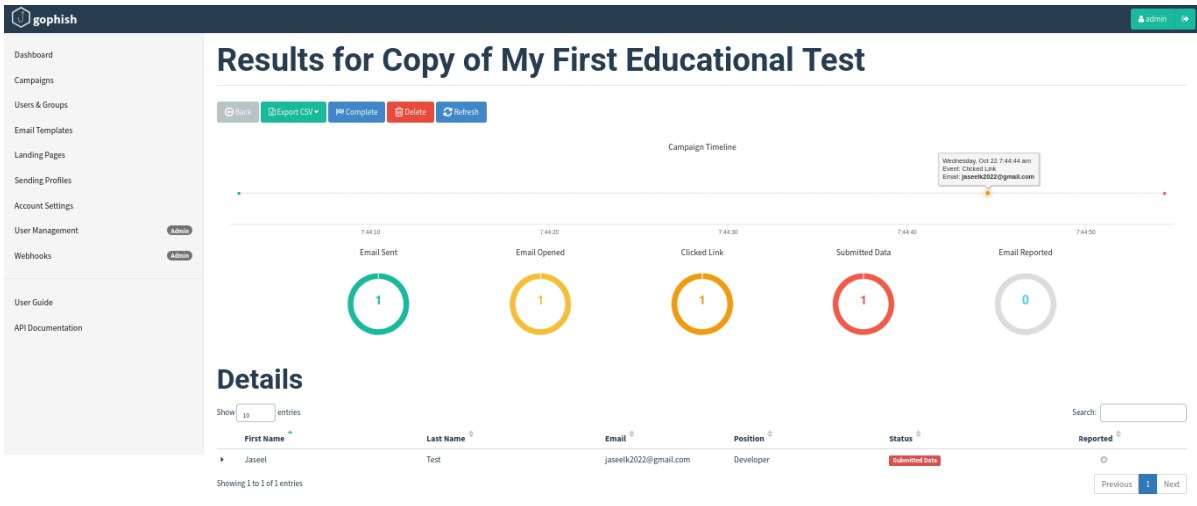 gophish
admin
Dashboard
Campaigns
Users & Groups
Email Templates
Landing Pages
Sending Profiles
Account Settings
User Management Admin
Webhooks Admin
User Guide
API Documentation
Results for Copy of My First Educational Test
Back Export CSV Complete Delete Refresh
Campaign Timeline
Wednesday, Oct 22 7:44:44 am
Event: Clicked Link
Email: jaseelk2022@gmail.com
7:44:10 7:44:20 7:44:30 7:44:40 7:44:50
Email Sent Email Opened Clicked Link Submitted Data Email Reported
1 1 1 1 0
Details
Show 10 entries Search:
First Name Last Name Email Position Status Reported
Jaseel Test jaseelk2022@gmail.com Developer Submitted Data
Showing 1 to 1 of 1 entries
Previous 1 Next